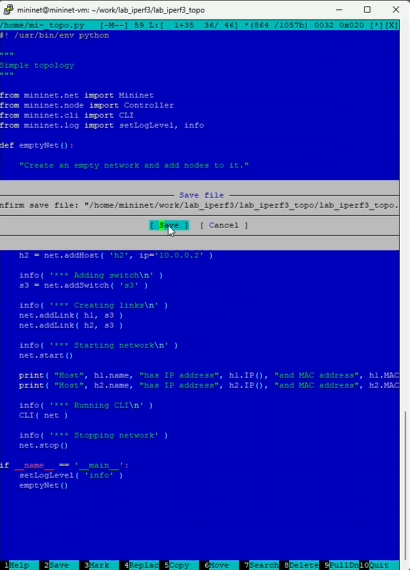 mininet@mininet-vm: ~/work/lab_iperf3/lab_iperf3_topo
/home/mi~_topo.py [-M--] 59 L:[ 1+35 36/ 46] *(864 /1057b) 0032 0x020 [*][X]
#! /usr/bin/env python
"""
Simple topology
"""
from mininet.net import Mininet
from mininet.node import Controller
from mininet.cli import CLI
from mininet.log import setLogLevel, info
def emptyNet():
"Create an empty network and add nodes to it."
Save file
nfirm save file: "/home/mininet/work/lab_iperf3/lab_iperf3_topo/lab_iperf3_topo.
[ Save ] [ Cancel ]
h2 = net.addHost( 'h2', ip='10.0.0.2' )
info( '*** Adding switch\n' )
s3 = net.addSwitch( 's3' )
info( '*** Creating links\n' )
net.addLink( h1, s3 )
net.addLink( h2, s3 )
info( '*** Starting network\n' )
net.start()
print( "Host", h1.name, "has IP address", h1.IP(), "and MAC address", h1.MAC
print( "Host", h2.name, "has IP address", h2.IP(), "and MAC address", h2.MAC
info( '*** Running CLI\n' )
CLI( net )
info( '*** Stopping network' )
net.stop()
if __name__ == '__main__':
setLogLevel( 'info' )
emptyNet()
1Help 2Save 3Mark 4Replac 5Copy 6Move 7Search 8Delete 9PullDn 10Quit